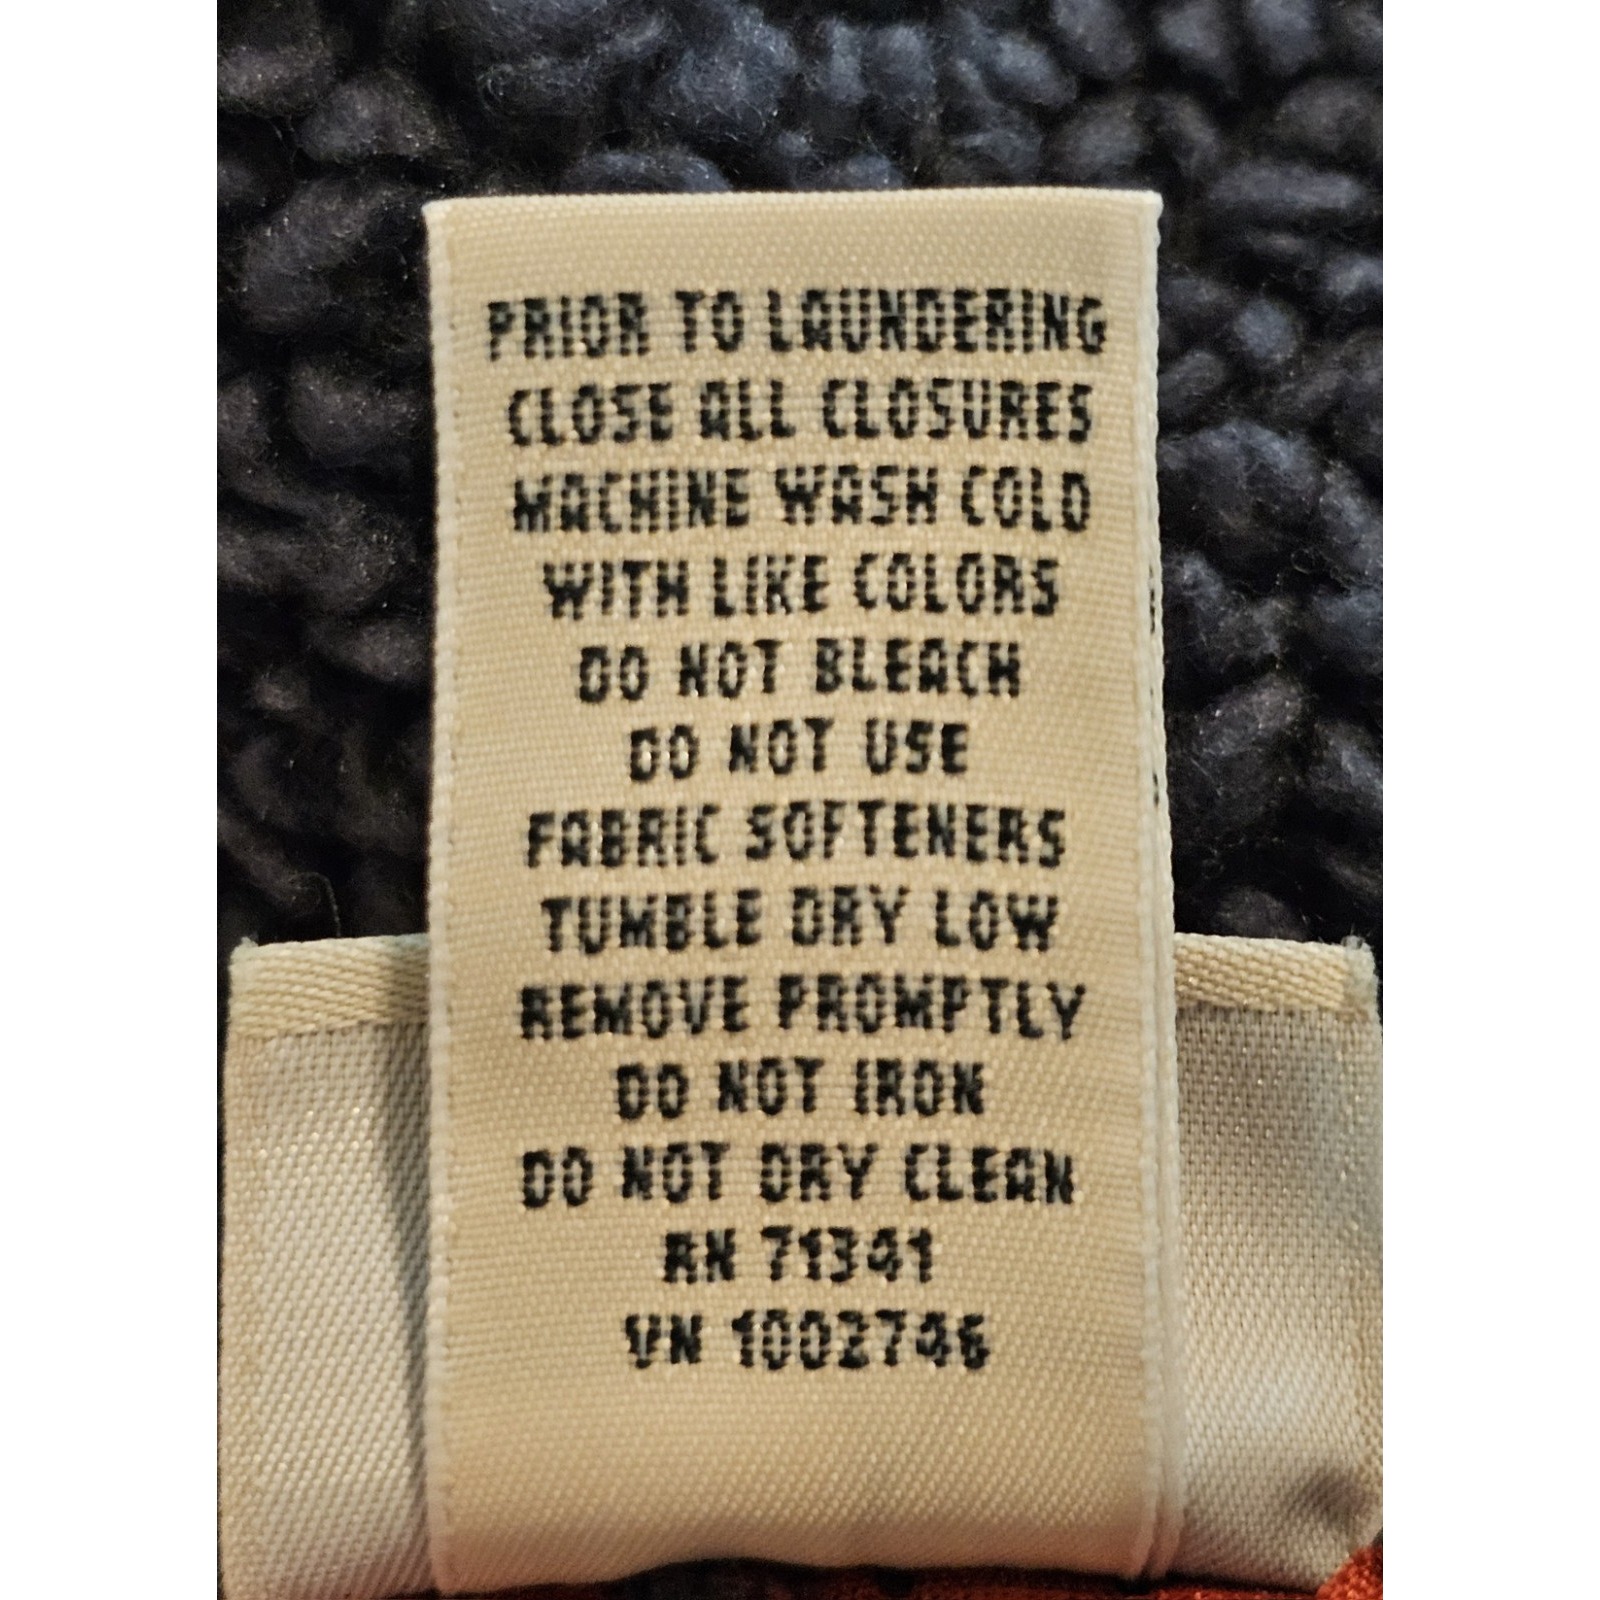 PRIOR TO LAUNDERING
CLOSE ALL CLOSURES
MACHINE WASH COLD
WITH LIKE COLORS
DO NOT BLEACH
DO NOT USE
FABRIC SOFTENERS
TUMBLE DRY LOW
REMOVE PROMPTLY
DO NOT IRON
DO NOT DRY CLEAN
RN 71341
VN 1002746